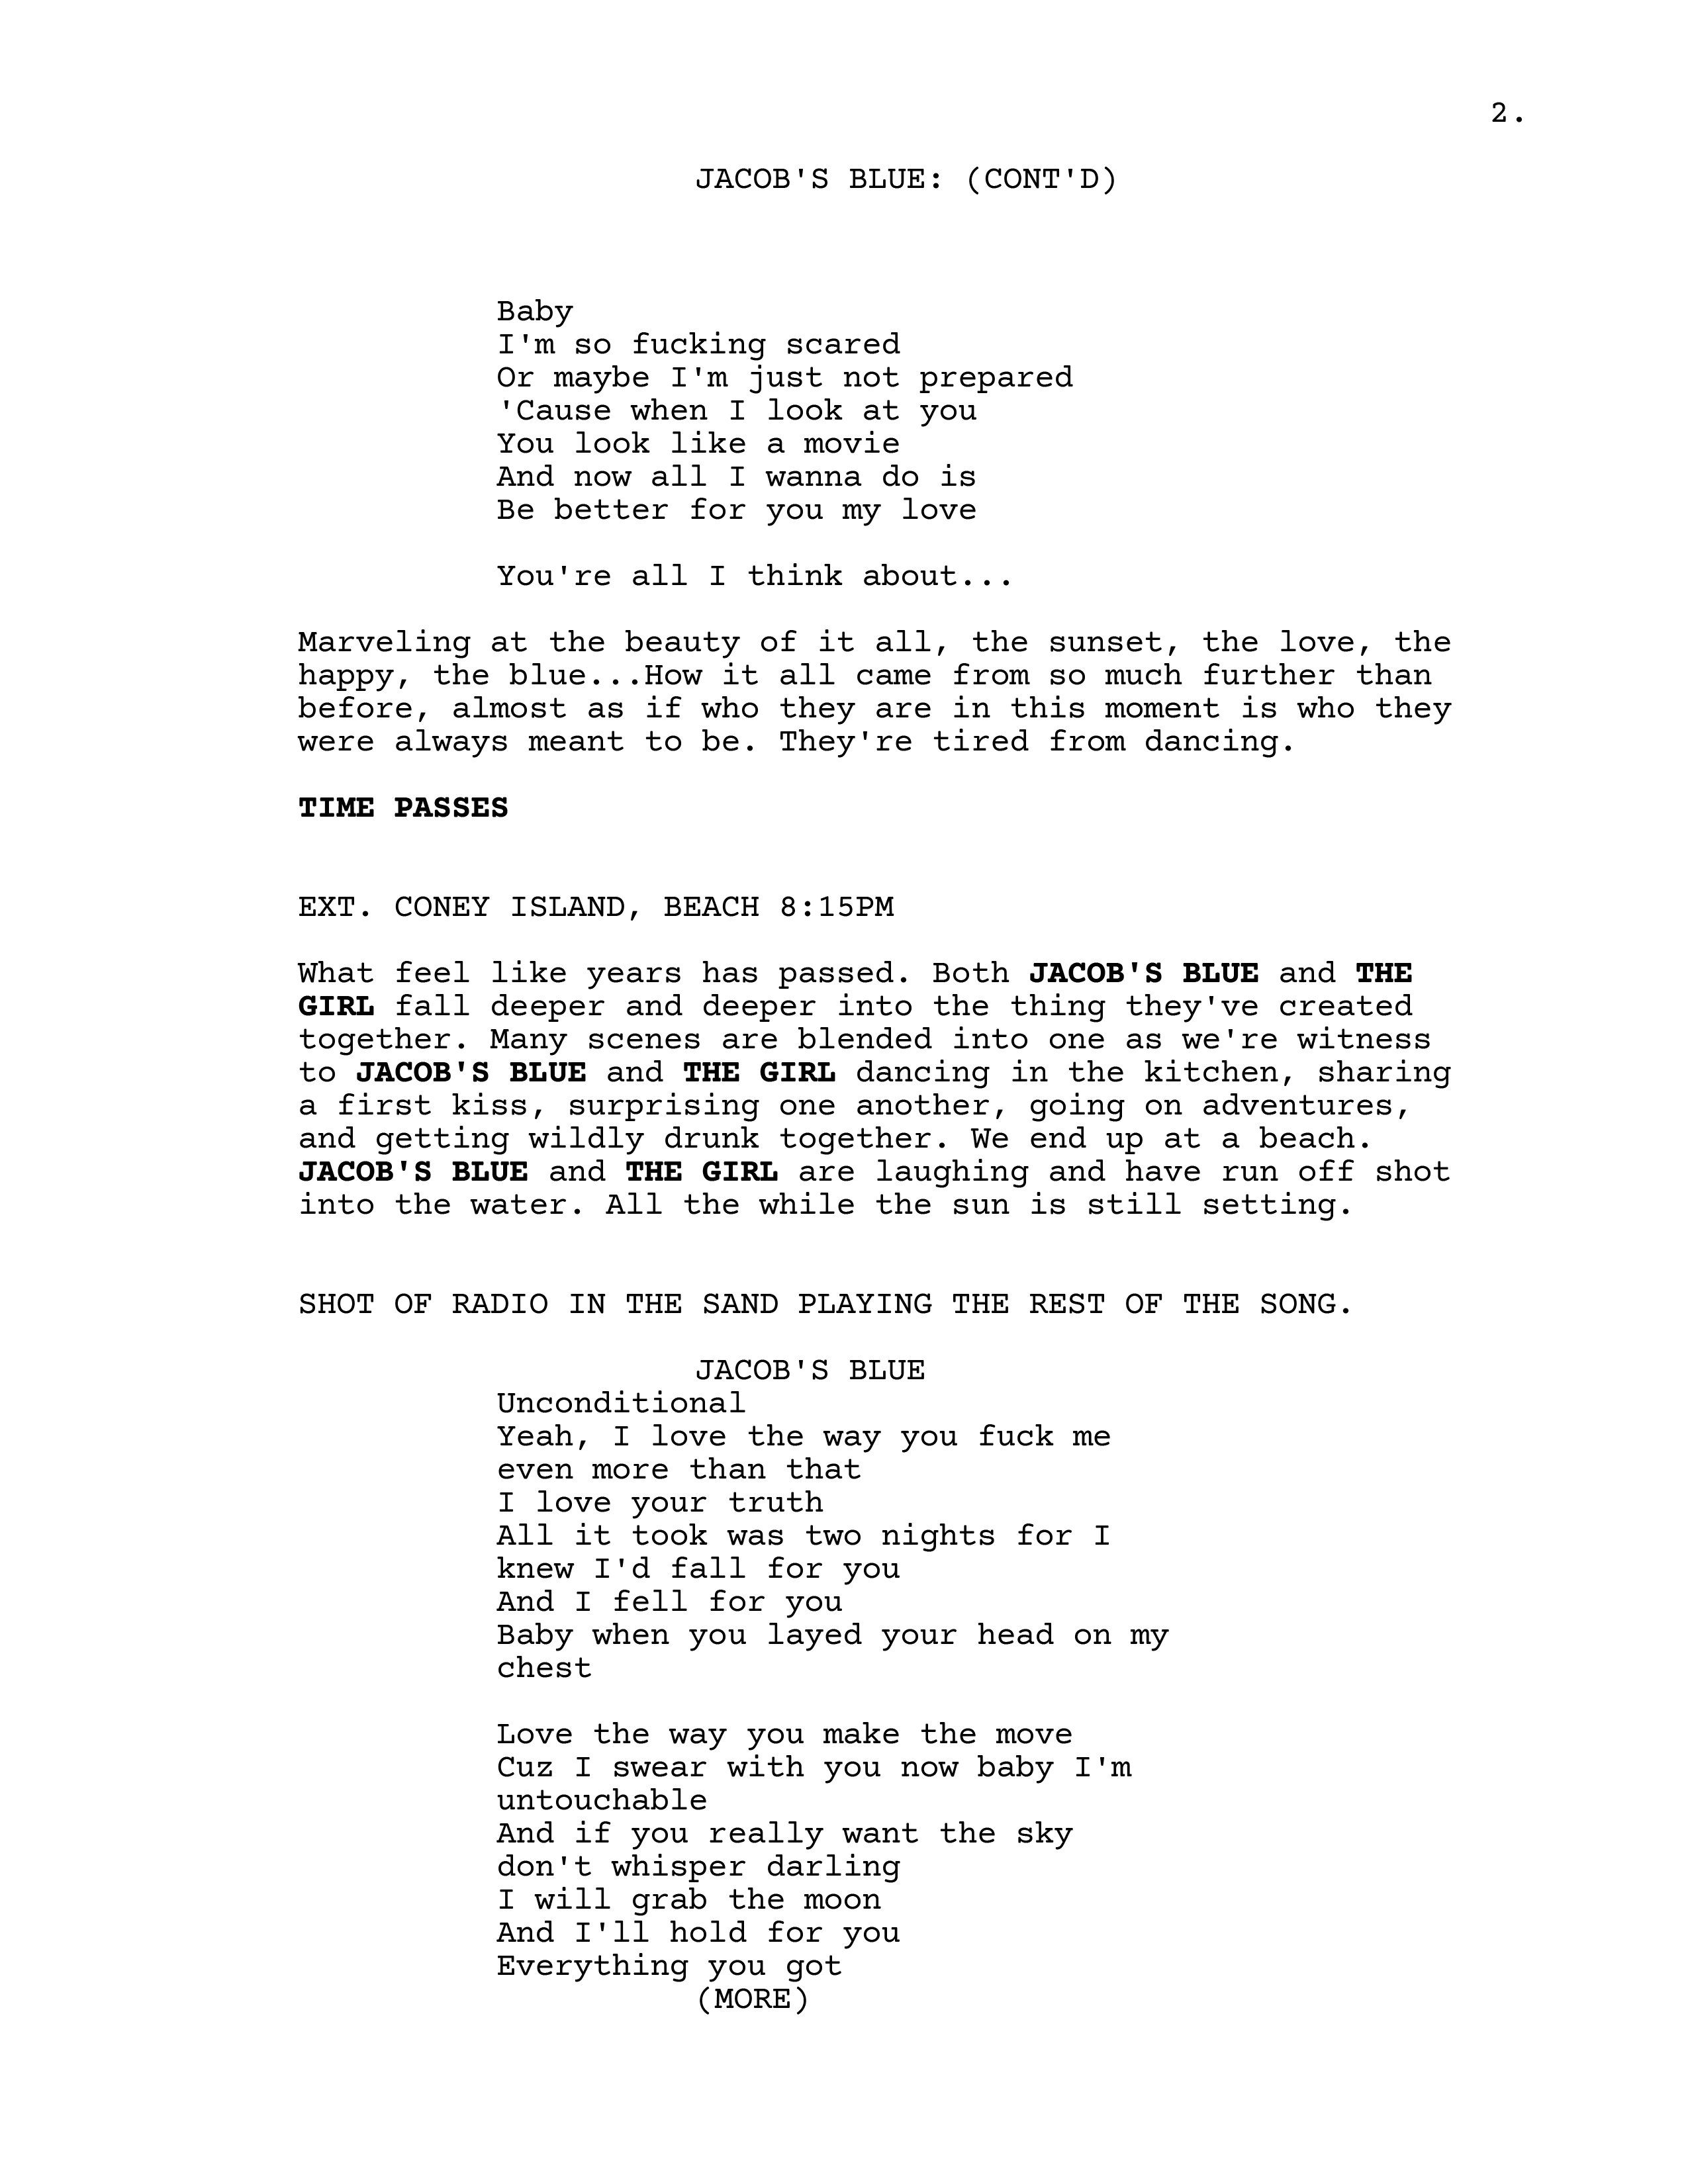 2.
JACOB'S BLUE: (CONT'D)
Baby
I'm so fucking scared
Or maybe I'm just not prepared
'Cause when I look at you
You look like a movie
And now all I wanna do is
Be better for you my love
You're all I think about...
Marveling at the beauty of it all, the sunset, the love, the
happy, the blue...How it all came from so much further than
before, almost as if who they are in this moment is who they
were always meant to be. They're tired from dancing.
TIME PASSES
EXT. CONEY ISLAND, BEACH 8:15PM
What feel like years has passed. Both JACOB'S BLUE and THE
GIRL fall deeper and deeper into the thing they've created
together. Many scenes are blended into one as we're witness
to JACOB'S BLUE and THE GIRL dancing in the kitchen, sharing
a first kiss, surprising one another, going on adventures,
and getting wildly drunk together. We end up at a beach.
JACOB'S BLUE and THE GIRL are laughing and have run off shot
into the water. All the while the sun is still setting.
SHOT OF RADIO IN THE SAND PLAYING THE REST OF THE SONG.
JACOB'S BLUE
Unconditional
Yeah, I love the way you fuck me
even more than that
I love your truth
All it took was two nights for I
knew I'd fall for you
And I fell for you
Baby when you layed your head on my
chest
Love the way you make the move
Cuz I swear with you now baby I'm
untouchable
And if you really want the sky
don't whisper darling
I will grab the moon
And I'll hold for you
Everything you got
(MORE)